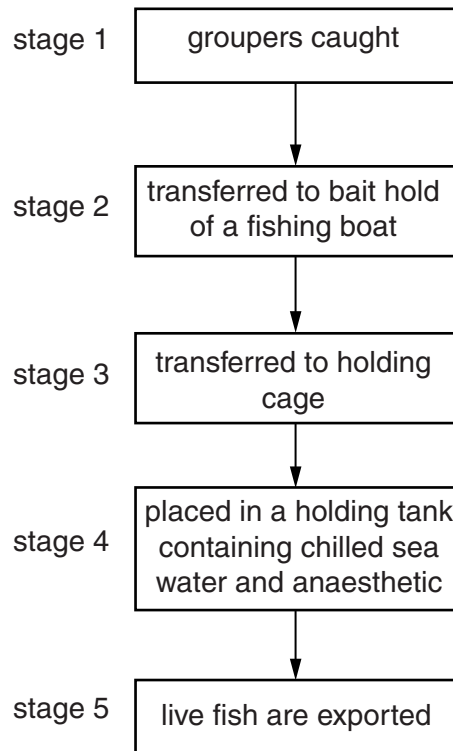 stage 1
groupers caught
stage 2
transferred to bait hold
of a fishing boat
stage 3
transferred to holding
cage
stage 4
placed in a holding tank
containing chilled sea
water and anaesthetic
stage 5
live fish are exported